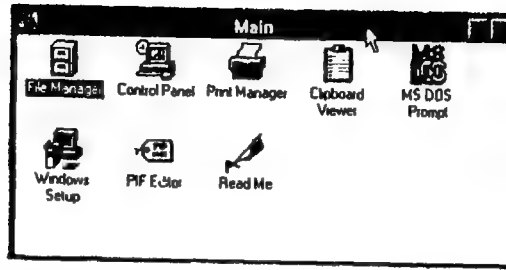 Main
File Manager Control Panel Print Manager Clipboard Viewer MS-DOS Prompt
Windows Setup PIF Editor Read Me